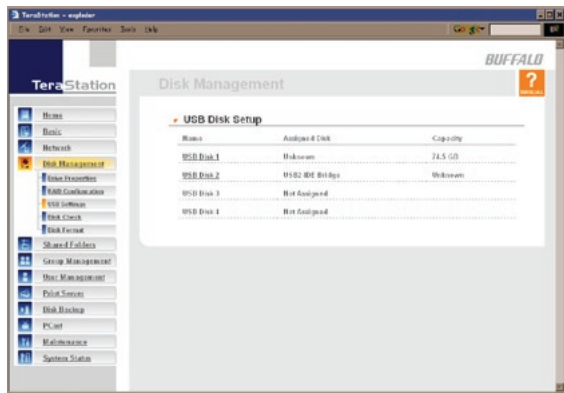 TeraStation - explorer
File Edit View Favorites Tools Help
Go
BUFFALO
TeraStation
Disk Management
?
Home
Basic
Network
Disk Management
Drive Properties
RAID Configuration
USB Settings
Disk Check
Disk Format
Shared Folders
Group Management
User Management
Print Server
Disk Backup
PCast
Maintenance
System Status
USB Disk Setup
Name Assigned Disk Capacity
USB Disk 1 Unknown 74.5 GB
USB Disk 2 USB2-IDE Bridge Unknown
USB Disk 3 Not Assigned
USB Disk 4 Not Assigned